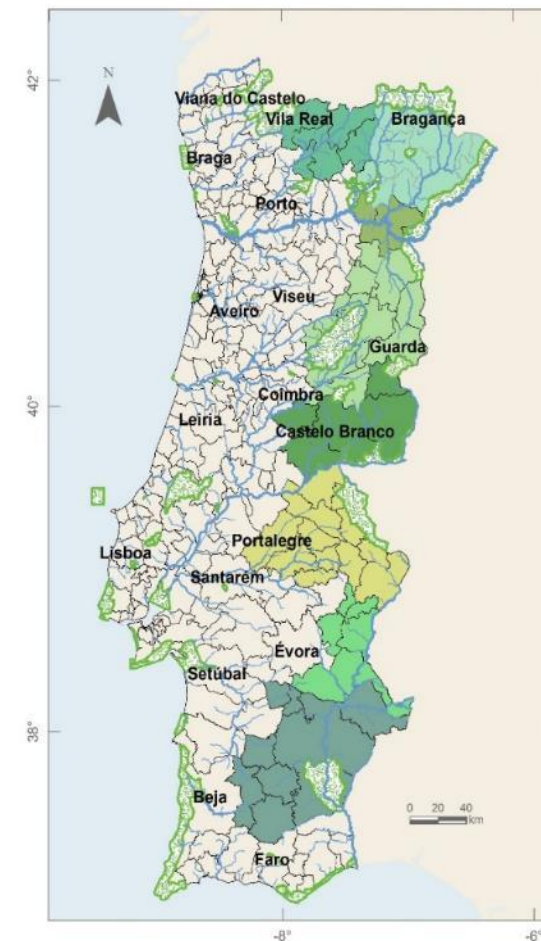 42°
N
Viana do Castelo
Vila Real
Bragança
Braga
Porto
Viseu
Aveiro
Guarda
40°
Coimbra
Leiria
Castelo Branco
Portalegre
Lisboa
Santarém
Évora
Setúbal
38°
Beja
0 20 40
km
Faro
-8°
-6°